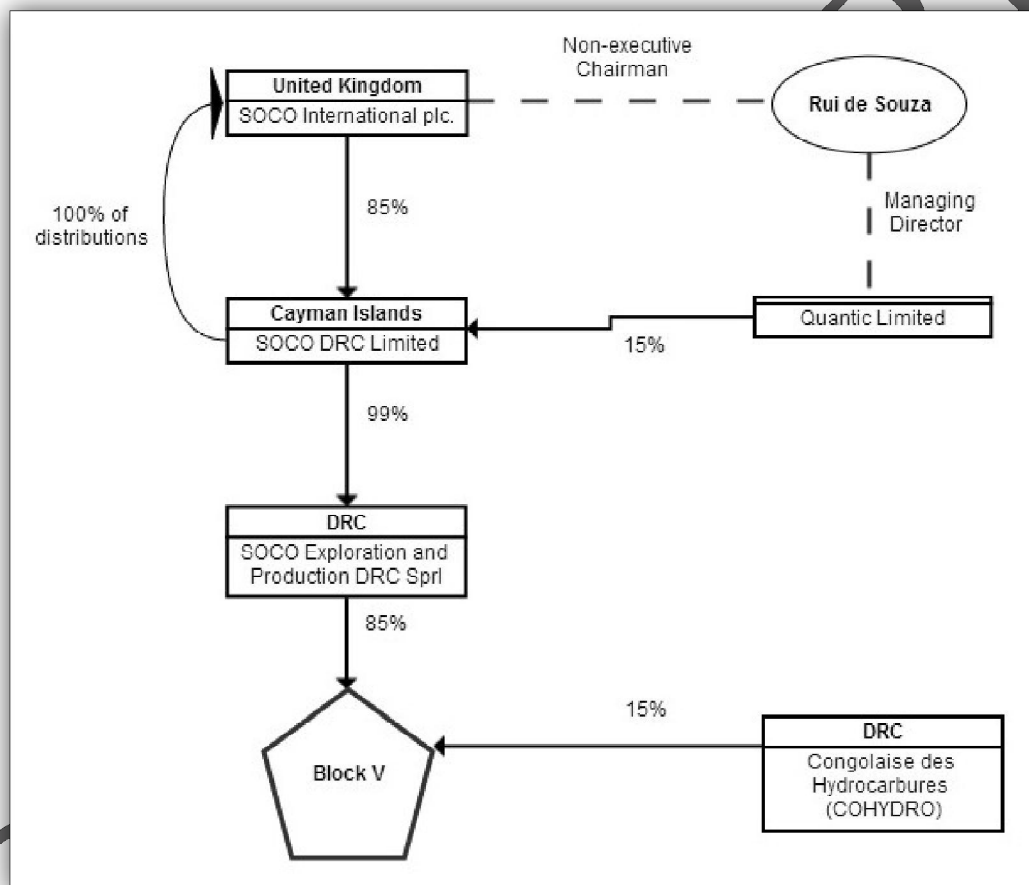 Non-executive
Chairman
United Kingdom
SOCO International plc.
Rui de Souza
100% of
distributions
85%
Managing
Director
Cayman Islands
SOCO DRC Limited
Quantic Limited
15%
99%
DRC
SOCO Exploration and
Production DRC Sprl
85%
15%
Block V
DRC
Congolaise des
Hydrocarbures
(COHYDRO)